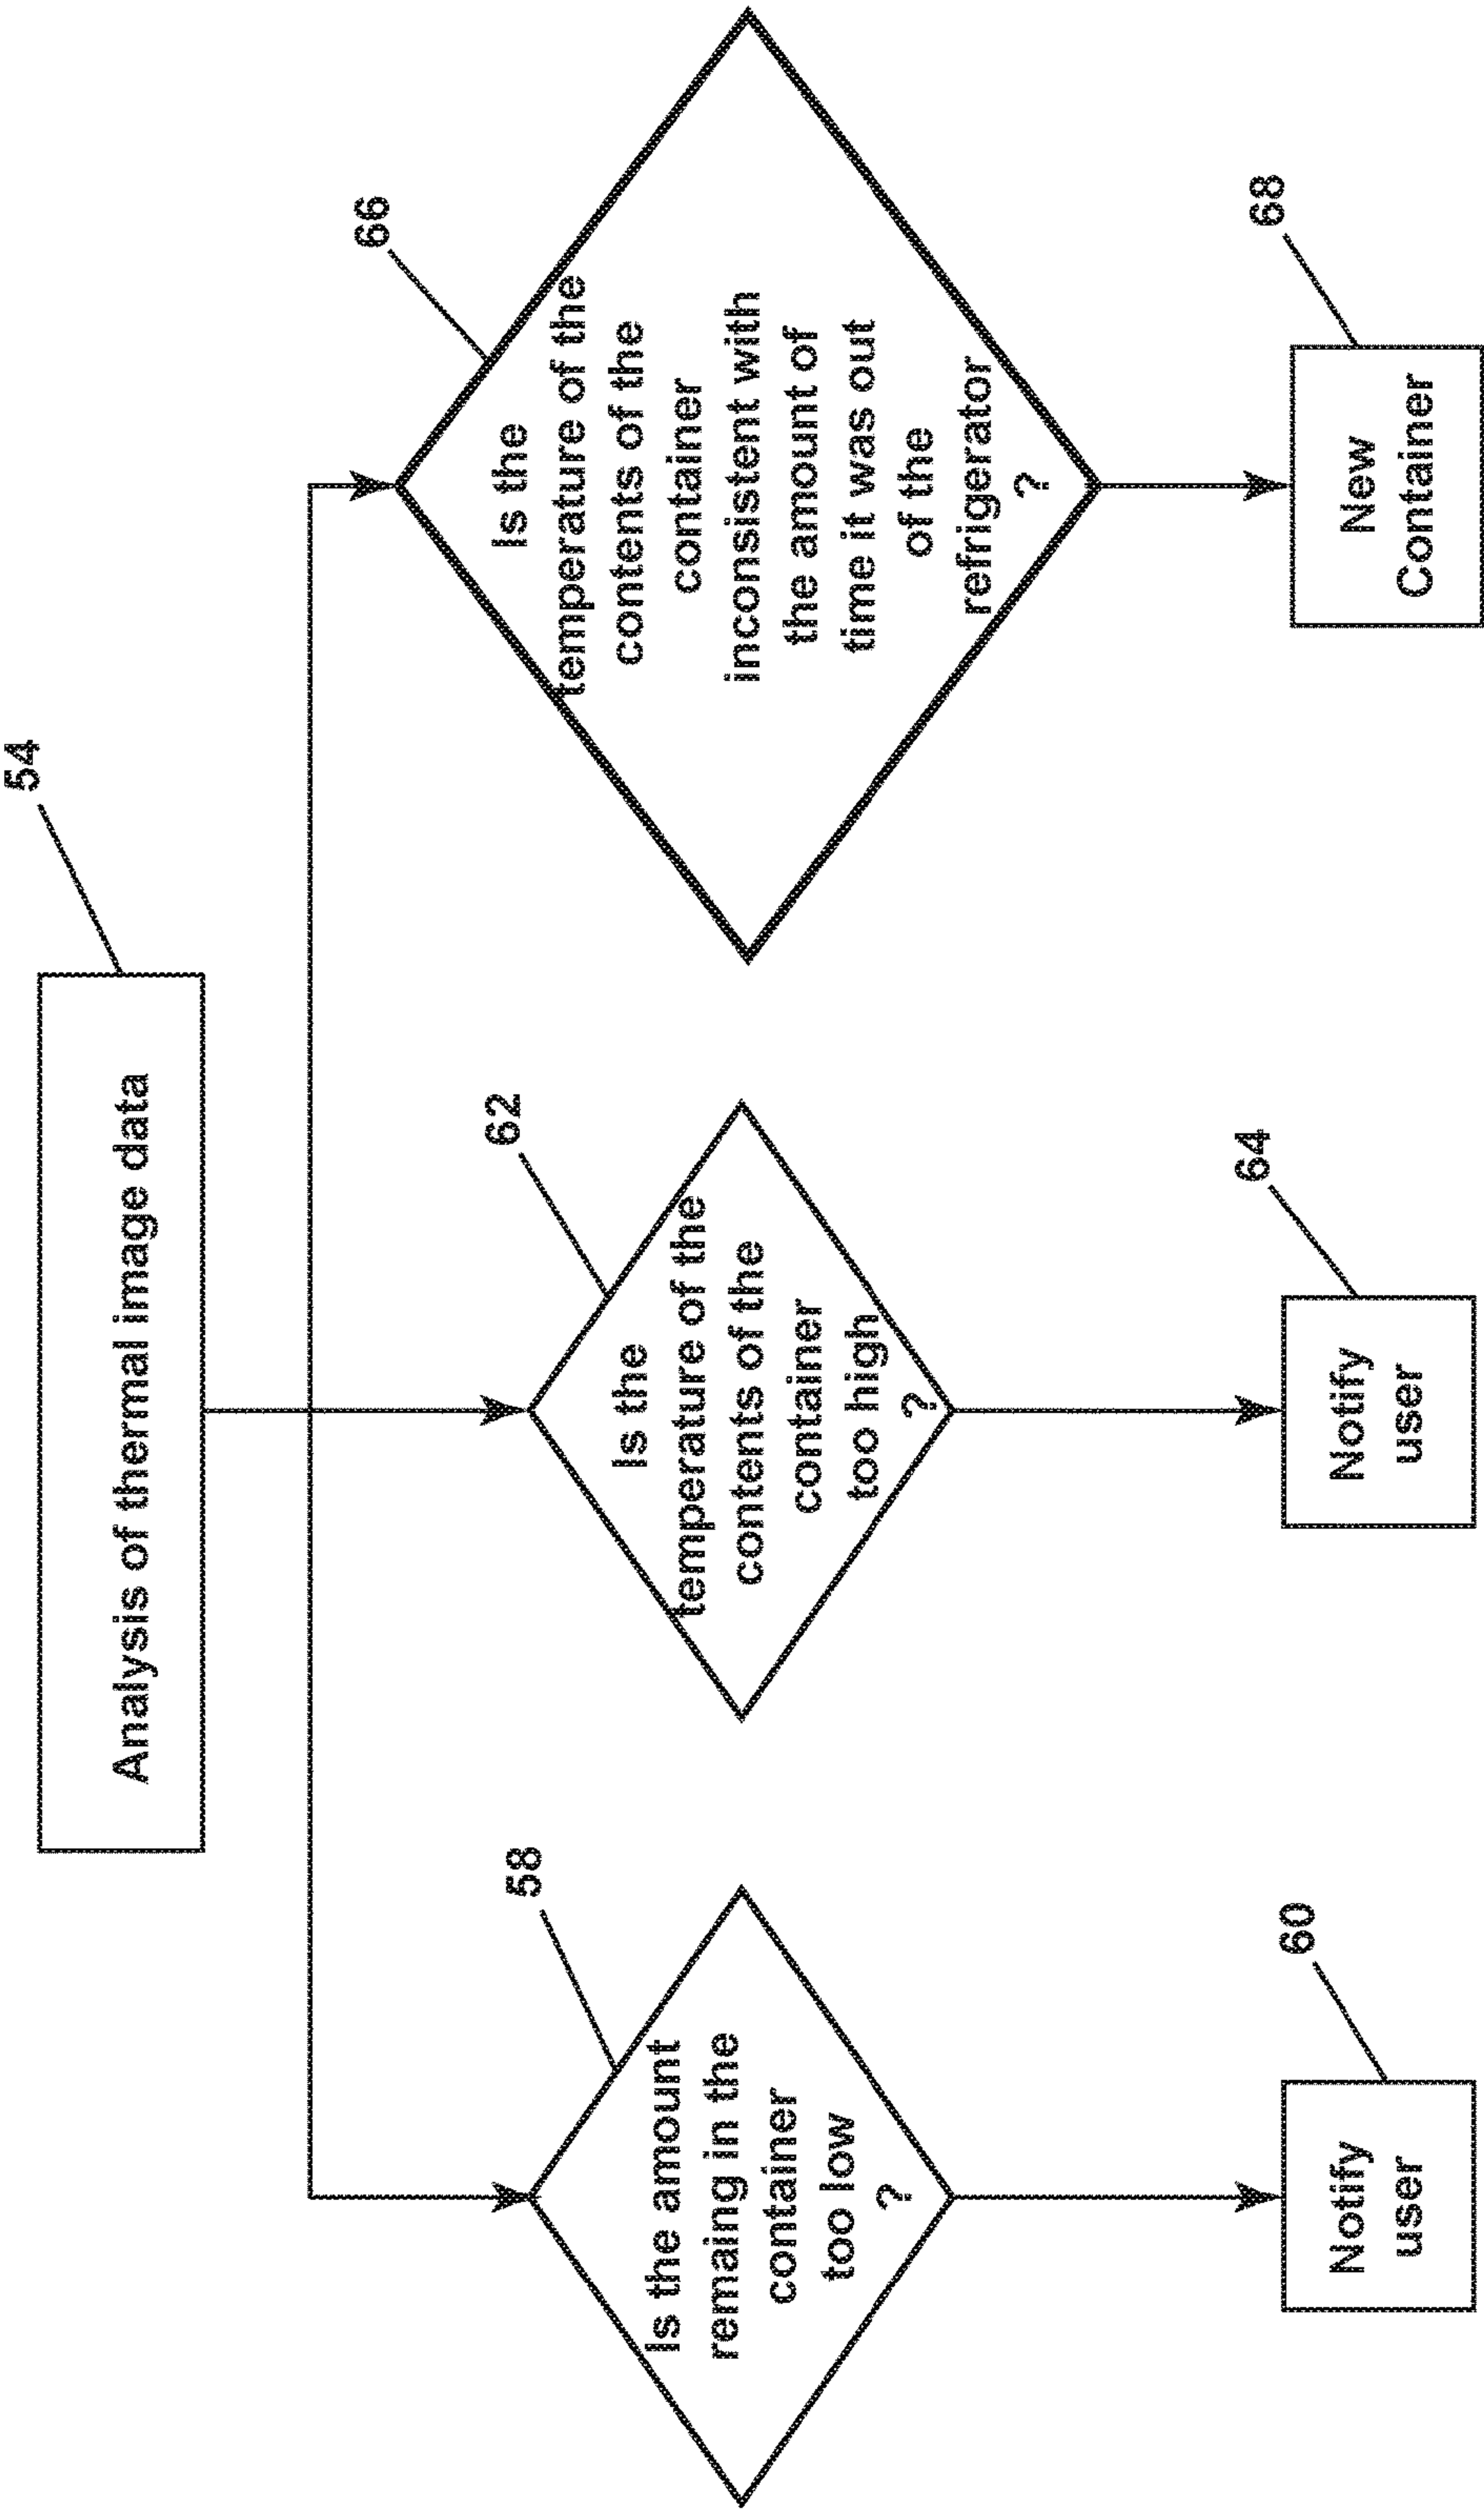 54
Analysis of thermal image data
58
Is the amount
remaing in the
container
too low
?
60
Notify
user
62
Is the
temperature of the
contents of the
container
too high
?
64
Notify
user
66
Is the
temperature of the
contents of the
container
inconsistent with
the amount of
time it was out
of the
refrigerator
?
68
New
Container